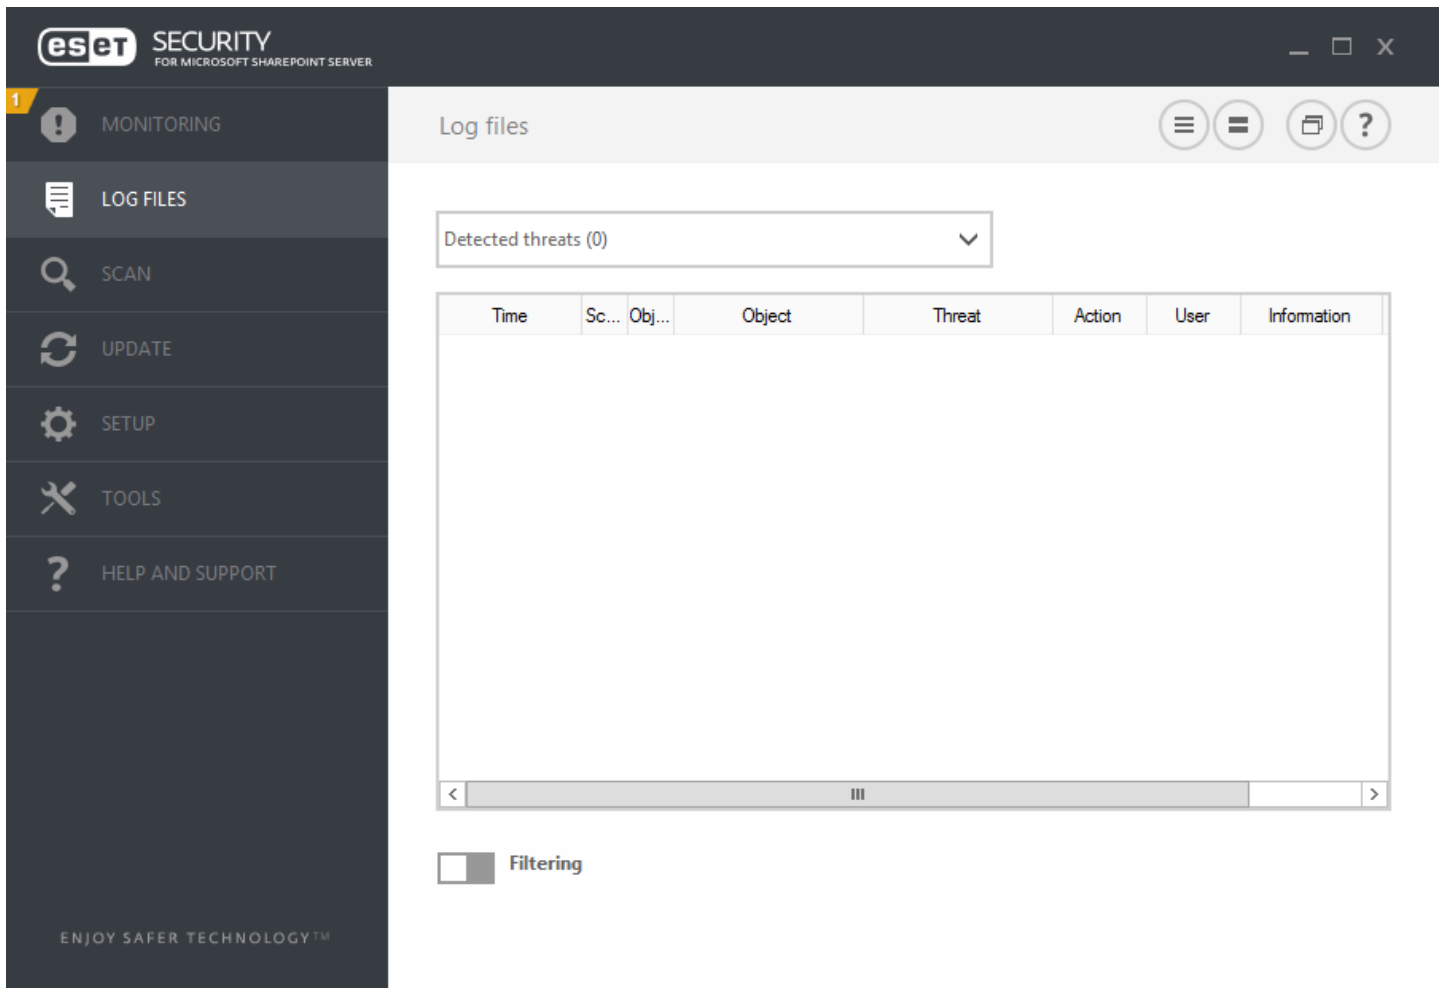 eseT SECURITY
FOR MICROSOFT SHAREPOINT SERVER
1
MONITORING
LOG FILES
SCAN
UPDATE
SETUP
TOOLS
HELP AND SUPPORT
ENJOY SAFER TECHNOLOGY™
Log files
?
Detected threats (0)
Time Sc... Obj... Object Threat Action User Information
Filtering